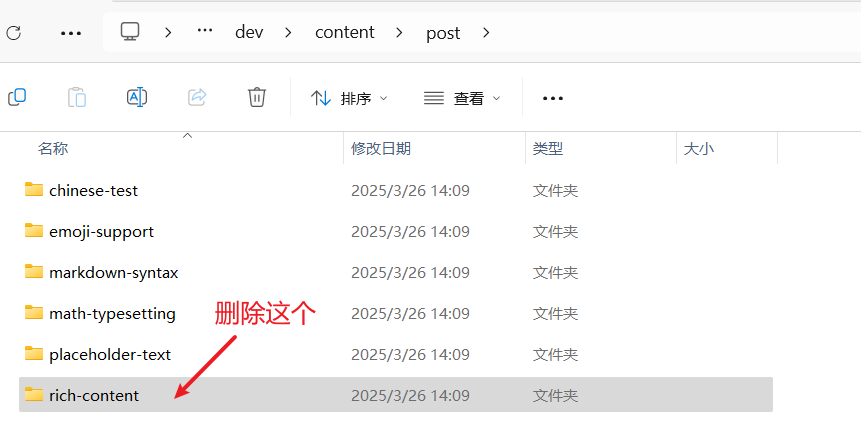 dev content post
排序 查看
名称 修改日期 类型 大小
chinese-test 2025/3/26 14:09 文件夹
emoji-support 2025/3/26 14:09 文件夹
markdown-syntax 2025/3/26 14:09 文件夹
math-typesetting 2025/3/26 14:09 文件夹
删除这个
placeholder-text 2025/3/26 14:09 文件夹
rich-content 2025/3/26 14:09 文件夹